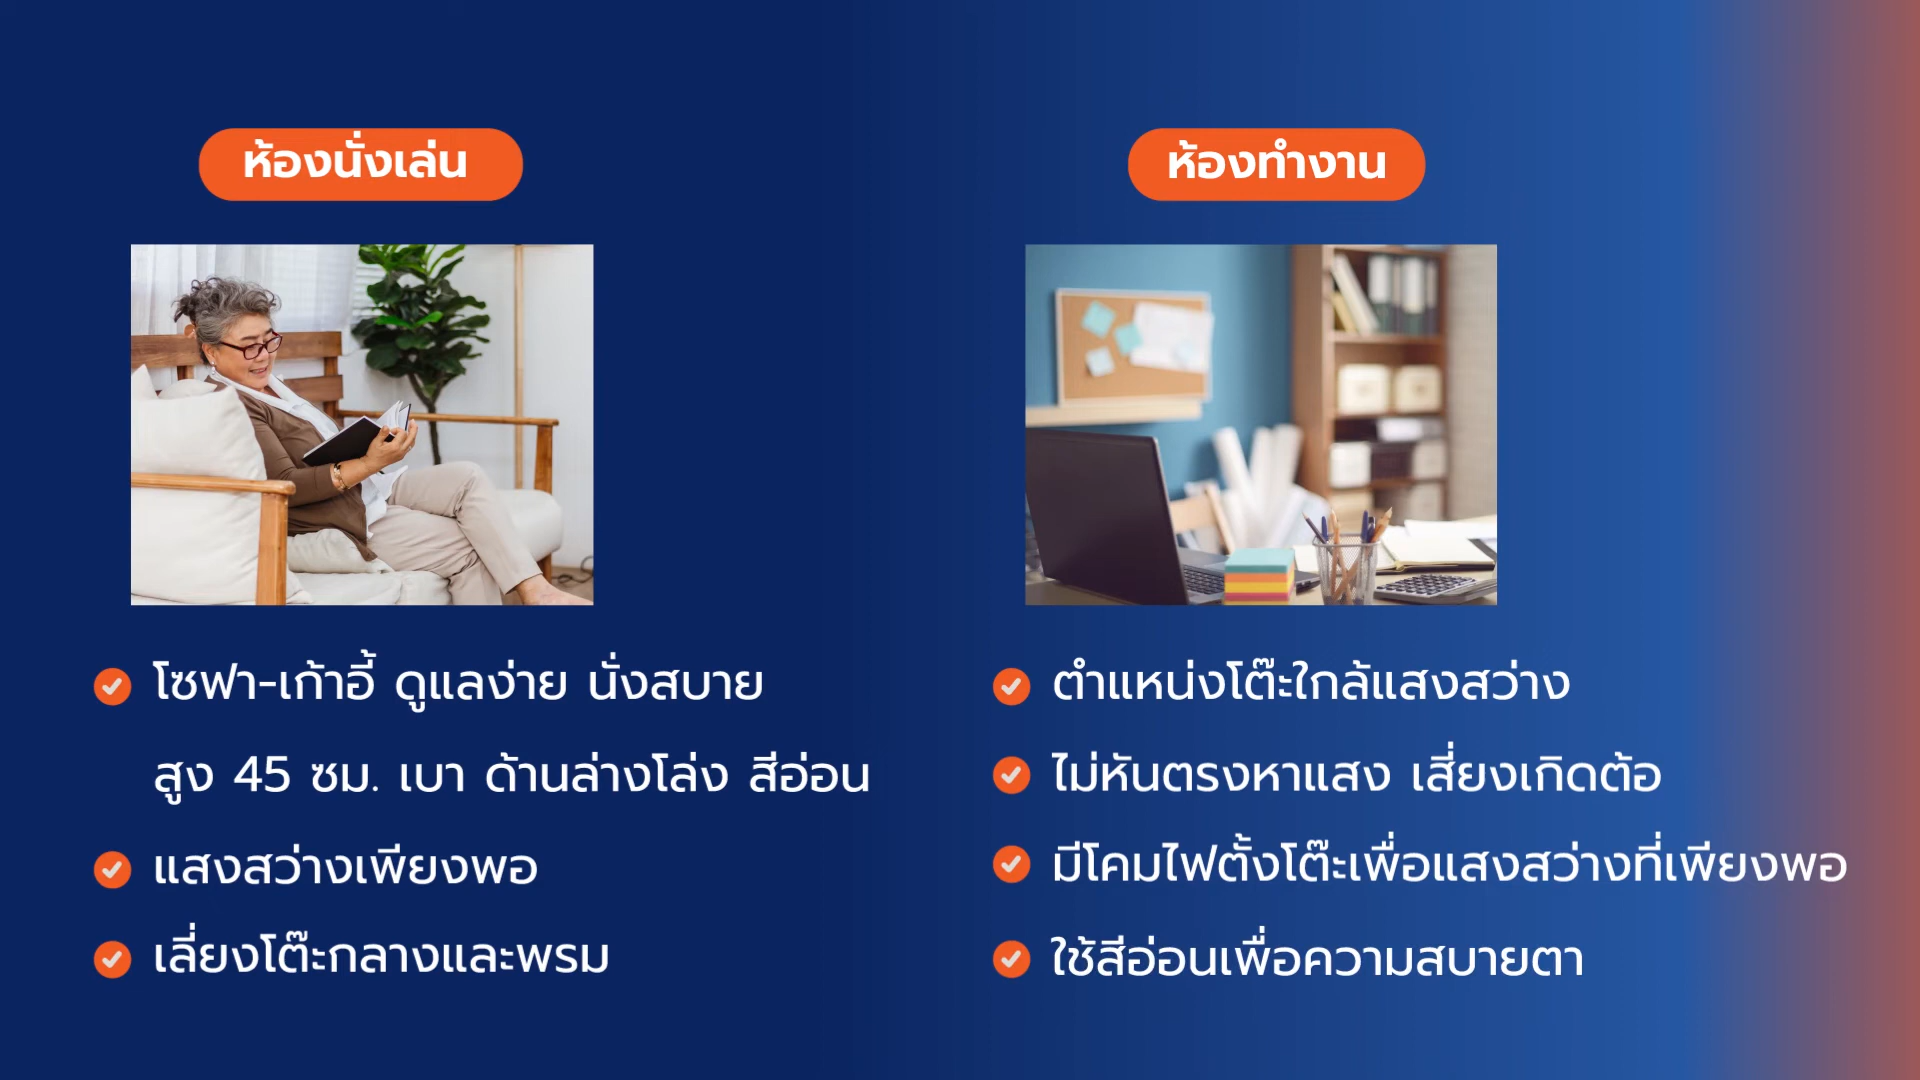 ห้องนั่งเล่น
โซฟา-เก้าอี้ ดูแลง่าย นั่งสบาย
สูง 45 ซม. เบา ด้านล่างโล่ง สีอ่อน
แสงสว่างเพียงพอ
เลี่ยงโต๊ะกลางและพรม
ห้องทำงาน
ตำแหน่งโต๊ะใกล้แสงสว่าง
ไม่หันตรงหาแสง เสี่ยงเกิดต้อ
มีโคมไฟตั้งโต๊ะเพื่อแสงสว่างที่เพียงพอ
ใช้สีอ่อนเพื่อความสบายตา